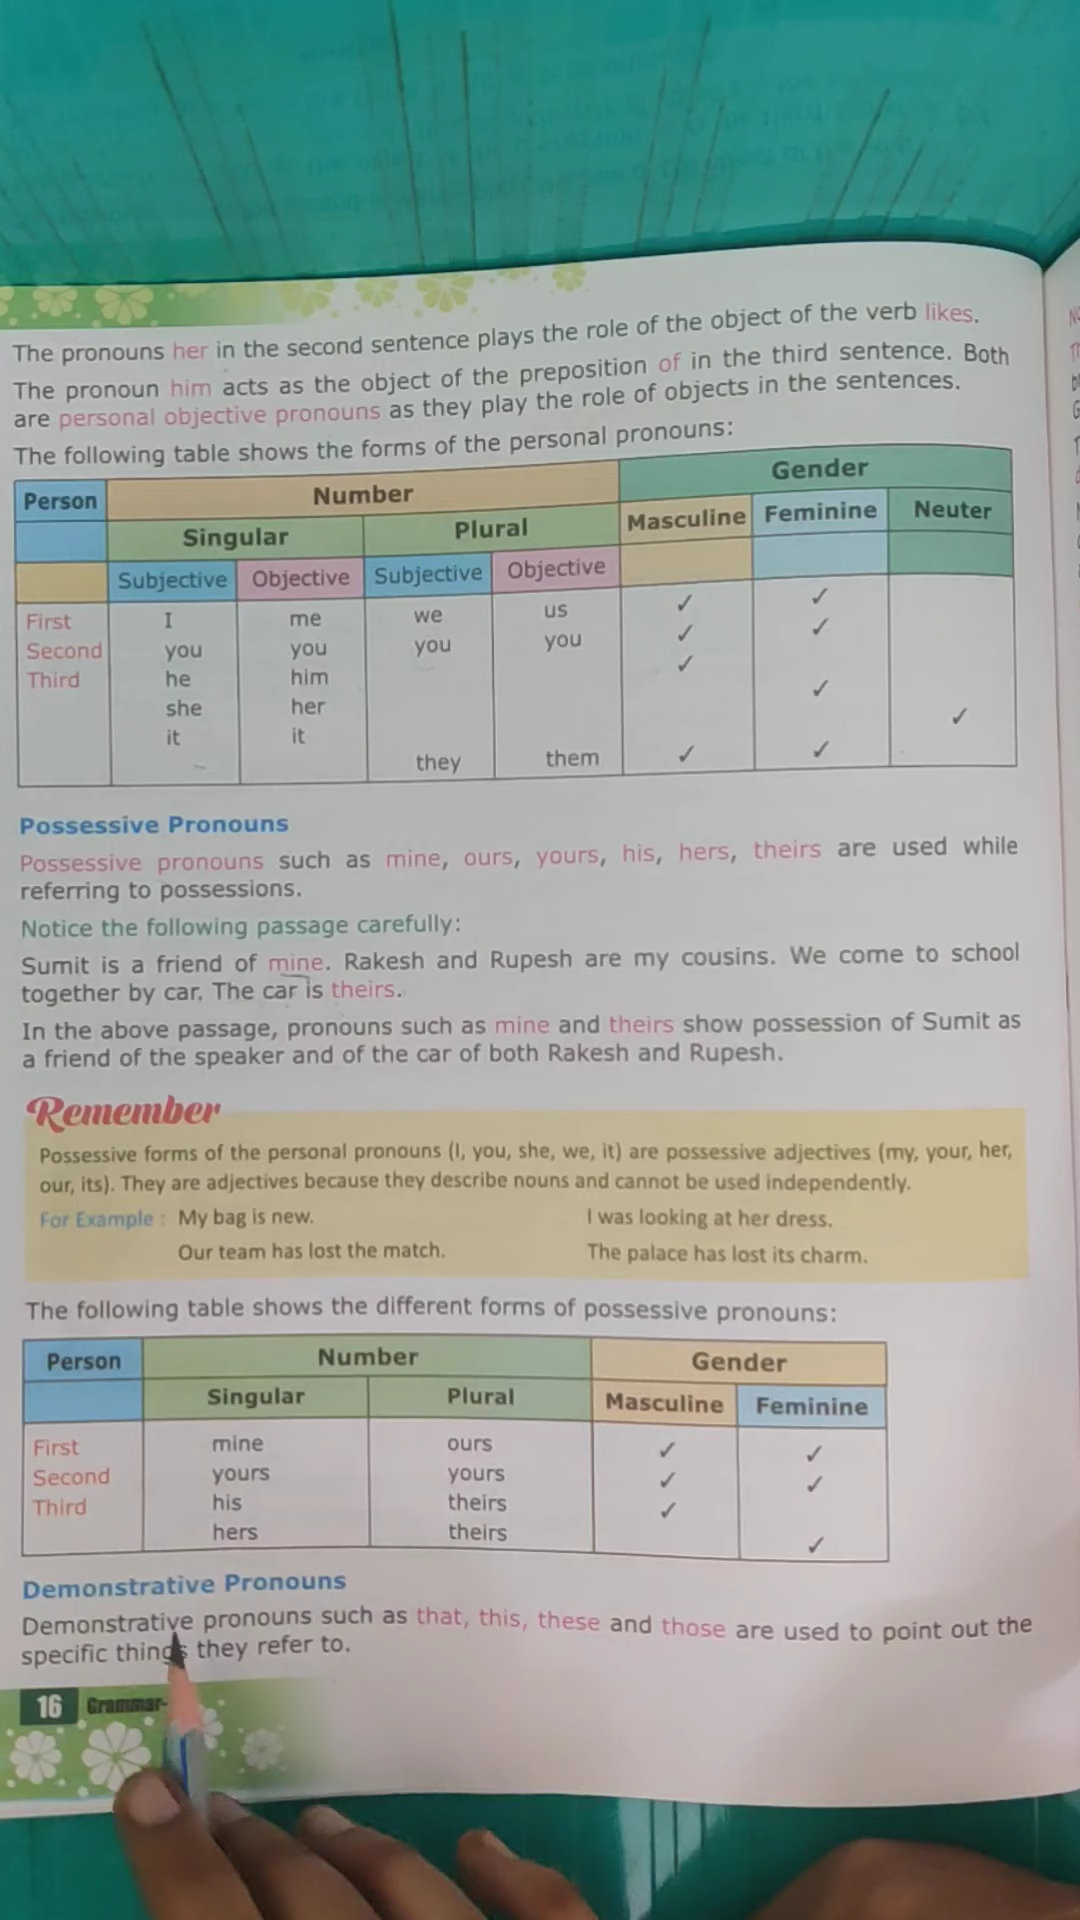 The pronouns her in the second sentence plays the role of the object of the verb likes.
The pronoun him acts as the object of the preposition of in the third sentence. Both
are personal objective pronouns as they play the role of objects in the sentences.
The following table shows the forms of the personal pronouns:
Person Number Gender
Singular Plural Masculine Feminine Neuter
Subjective Objective Subjective Objective
First I me we us ✓ ✓
Second you you you you ✓ ✓
Third he him ✓
she her ✓
it it ✓
they them ✓ ✓
Possessive Pronouns
Possessive pronouns such as mine, ours, yours, his, hers, theirs are used while
referring to possessions.
Notice the following passage carefully:
Sumit is a friend of mine. Rakesh and Rupesh are my cousins. We come to school
together by car. The car is theirs.
In the above passage, pronouns such as mine and theirs show possession of Sumit as
a friend of the speaker and of the car of both Rakesh and Rupesh.
Remember
Possessive forms of the personal pronouns (I, you, she, we, it) are possessive adjectives (my, your, her,
our, its). They are adjectives because they describe nouns and cannot be used independently.
For Example : My bag is new. I was looking at her dress.
Our team has lost the match. The palace has lost its charm.
The following table shows the different forms of possessive pronouns:
Person Number Gender
Singular Plural Masculine Feminine
First mine ours ✓ ✓
Second yours yours ✓ ✓
Third his theirs ✓
hers theirs ✓
Demonstrative Pronouns
Demonstrative pronouns such as that, this, these and those are used to point out the
specific things they refer to.
16 Grammar-